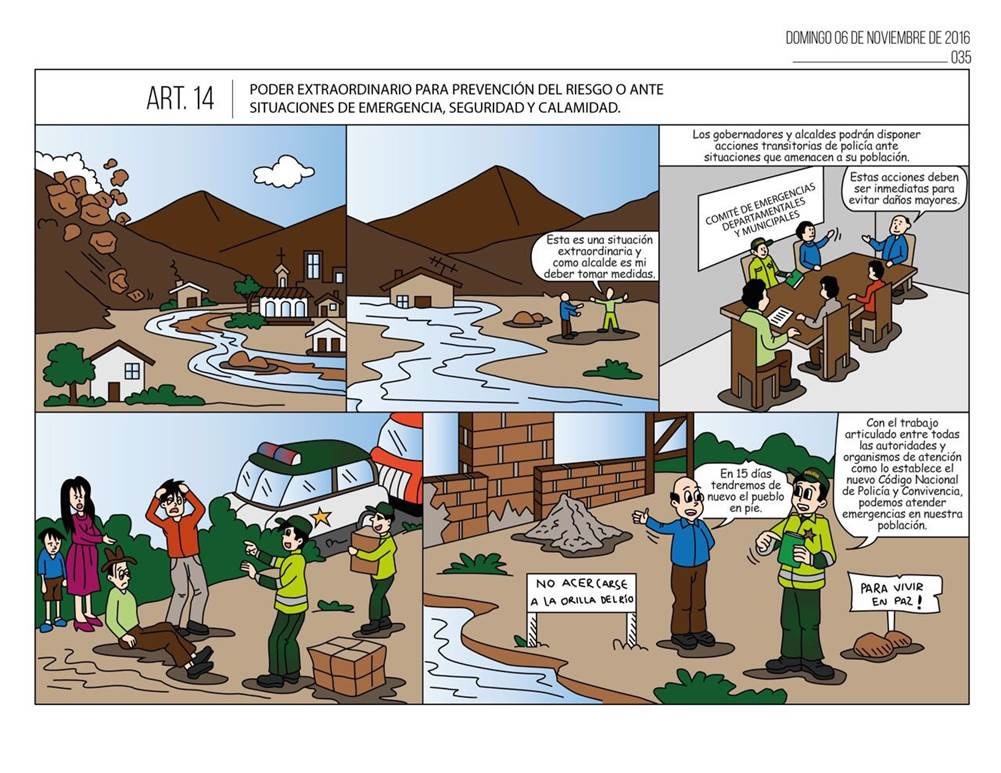 DOMINGO 06 DE NOVIEMBRE DE 2016
035
ART. 14
PODER EXTRAORDINARIO PARA PREVENCIÓN DEL RIESGO O ANTE
SITUACIONES DE EMERGENCIA, SEGURIDAD Y CALAMIDAD.
Esta es una situación
extraordinaria y
como alcalde es mi
deber tomar medidas.
Los gobernadores y alcaldes podrán disponer
acciones transitorias de policía ante
situaciones que amenacen a su población.
COMITÉ DE EMERGENCIAS
DEPARTAMENTALES
Y MUNICIPALES
Estas acciones deben
ser inmediatas para
evitar daños mayores.
En 15 días
tendremos de
nuevo el pueblo
en pie.
Con el trabajo
articulado entre todas
las autoridades y
organismos de atención
como lo establece el
nuevo Código Nacional
de Policía y Convivencia,
podemos atender
emergencias en nuestra
población.
NO ACERCARSE
A LA ORILLA DEL RÍO
PARA VIVIR
EN PAZ!